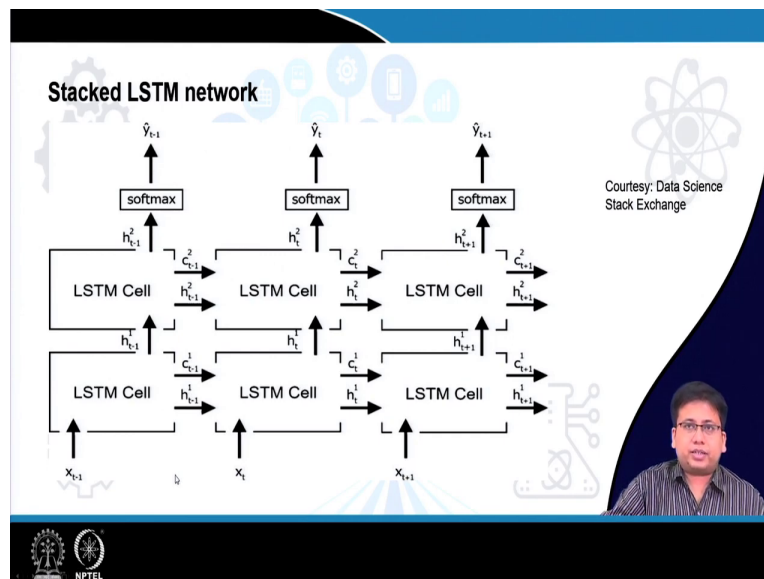 Stacked LSTM network
ŷt-1 ŷt ŷt+1
softmax softmax softmax
Courtesy: Data Science
Stack Exchange
h²t-1 h²t h²t+1
c²t-1 c²t c²t+1
LSTM Cell LSTM Cell LSTM Cell
h²t-1 h²t h²t+1
h¹t-1 h¹t h¹t+1
c¹t-1 c¹t c¹t+1
LSTM Cell LSTM Cell LSTM Cell
h¹t-1 h¹t h¹t+1
xt-1 xt xt+1
NPTEL